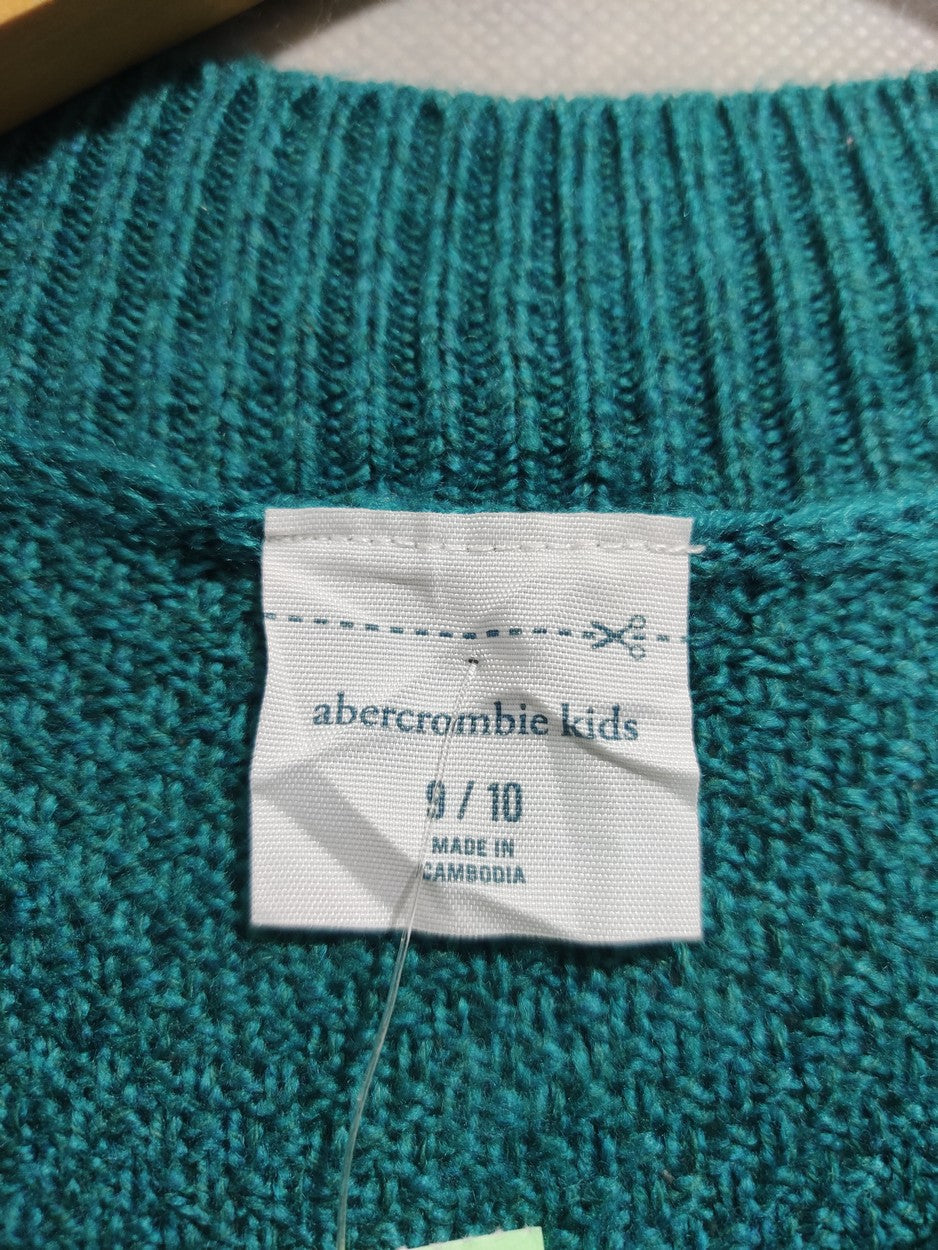 abercrombie kids
9 / 10
MADE IN
CAMBODIA